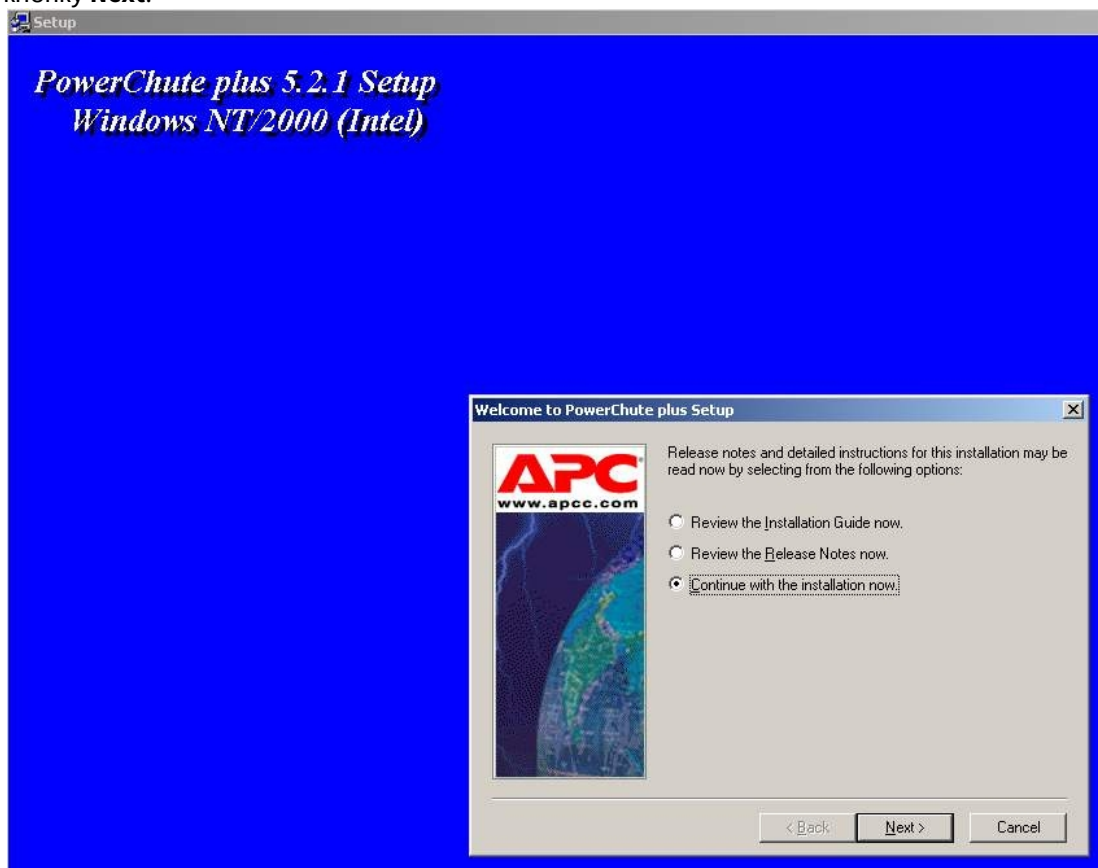 кнопку Next.
Setup
PowerChute plus 5.2.1 Setup
Windows NT/2000 (Intel)
Welcome to PowerChute plus Setup
APC
www.apcc.com
Release notes and detailed instructions for this installation may be
read now by selecting from the following options:
Review the Installation Guide now.
Review the Release Notes now.
Continue with the installation now.
< Back
Next >
Cancel